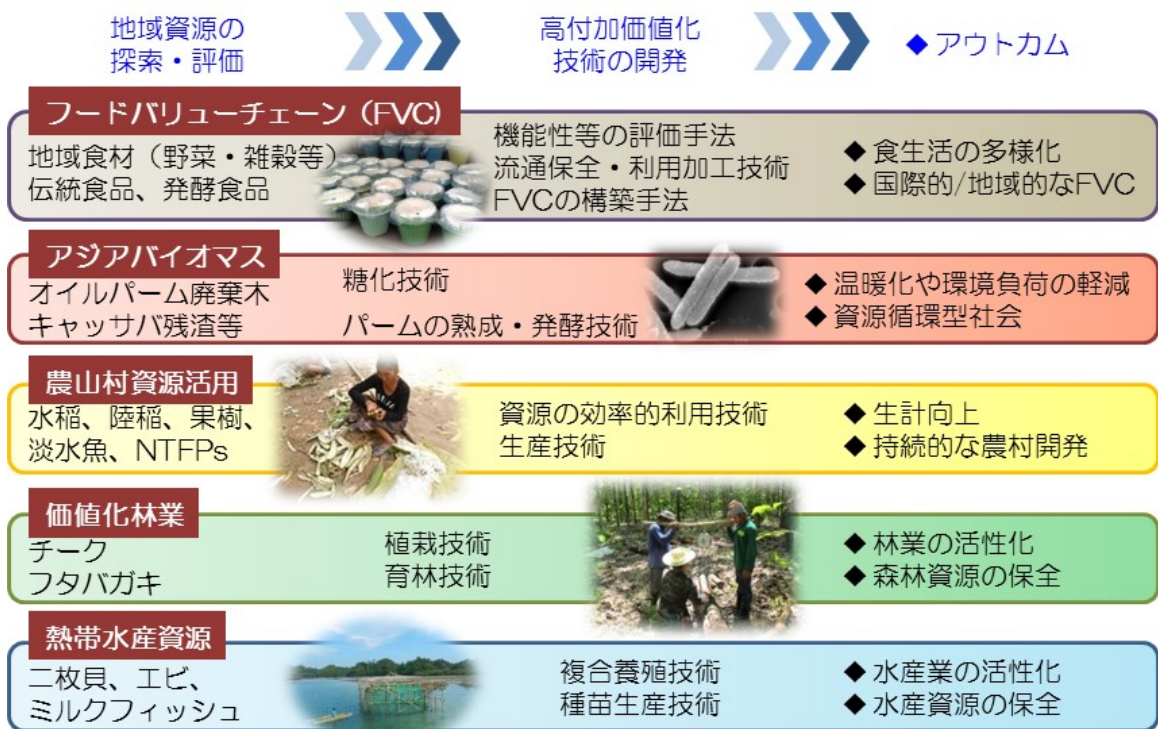 地域資源の
探索・評価
高付加価値化
技術の開発
◆アウトカム
フードバリューチェーン（FVC）
地域食材（野菜・雑穀等）
伝統食品、発酵食品
機能性等の評価手法
流通保全・利用加工技術
FVCの構築手法
◆食生活の多様化
◆国際的/地域的なFVC
アジアバイオマス
オイルパーム廃棄木
キャッサバ残渣等
糖化技術
パームの熟成・発酵技術
◆温暖化や環境負荷の軽減
◆資源循環型社会
農山村資源活用
水稲、陸稲、果樹、
淡水魚、NTFPs
資源の効率的利用技術
生産技術
◆生計向上
◆持続的な農村開発
価値化林業
チーク
フタバガキ
植栽技術
育林技術
◆林業の活性化
◆森林資源の保全
熱帯水産資源
二枚貝、エビ、
ミルクフィッシュ
複合養殖技術
種苗生産技術
◆水産業の活性化
◆水産資源の保全